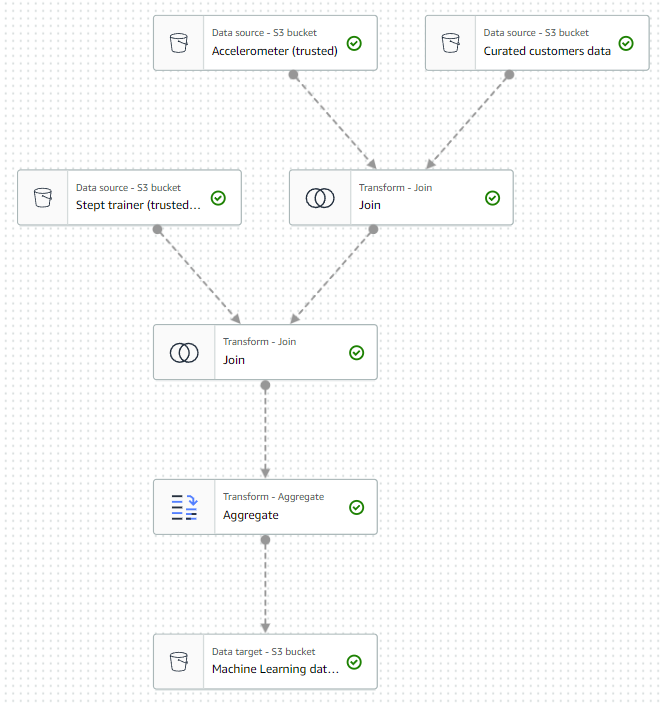 Data source - S3 bucket
Accelerometer (trusted)
Data source - S3 bucket
Curated customers data
Data source - S3 bucket
Stept trainer (trusted...
Transform - Join
Join
Transform - Join
Join
Transform - Aggregate
Aggregate
Data target - S3 bucket
Machine Learning dat...